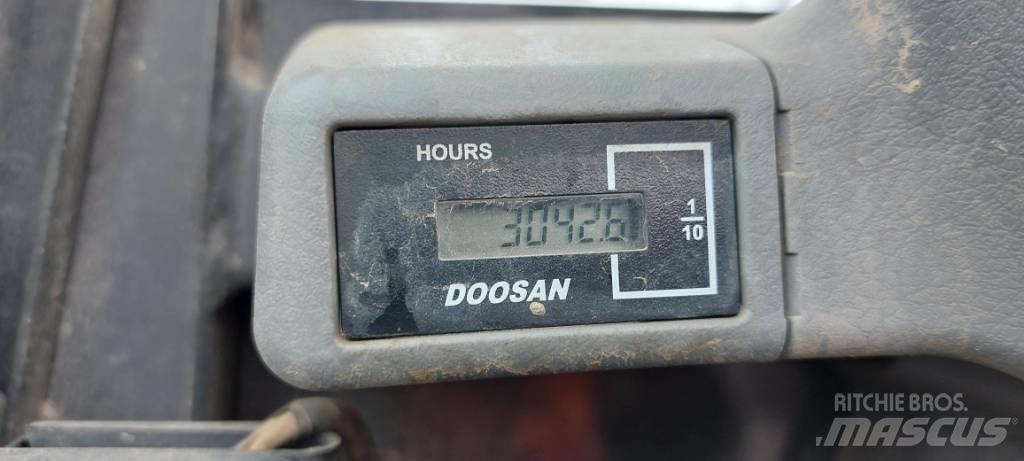 HOURS
3042.6
1
10
DOOSAN
RITCHIE BROS.
MASCUS